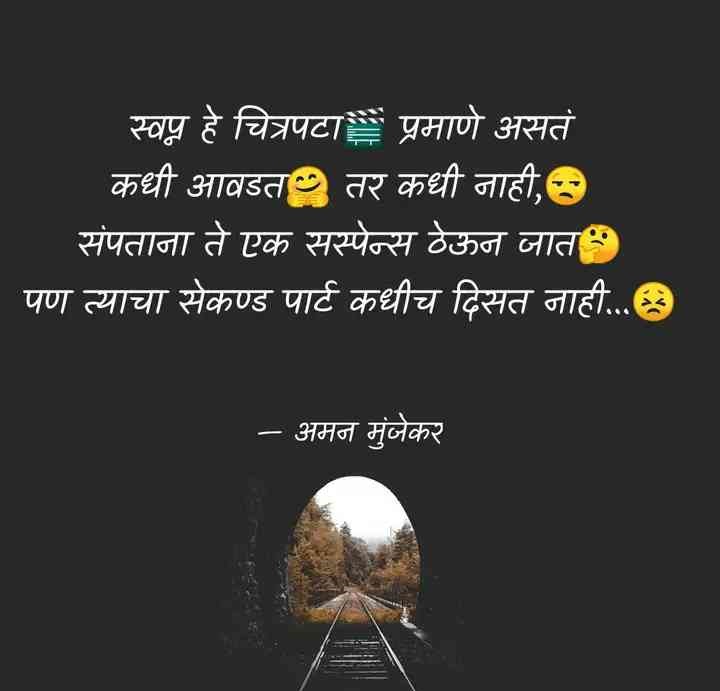 स्वप्न हे चित्रपटा🎬 प्रमाणे असतं
कधी आवडत🤗 तर कधी नाही,😒
संपताना ते एक सस्पेन्स ठेऊन जात🤔
पण त्याचा सेकण्ड पार्ट कधीच दिसत नाही...😣
— अमन मुंजेकर